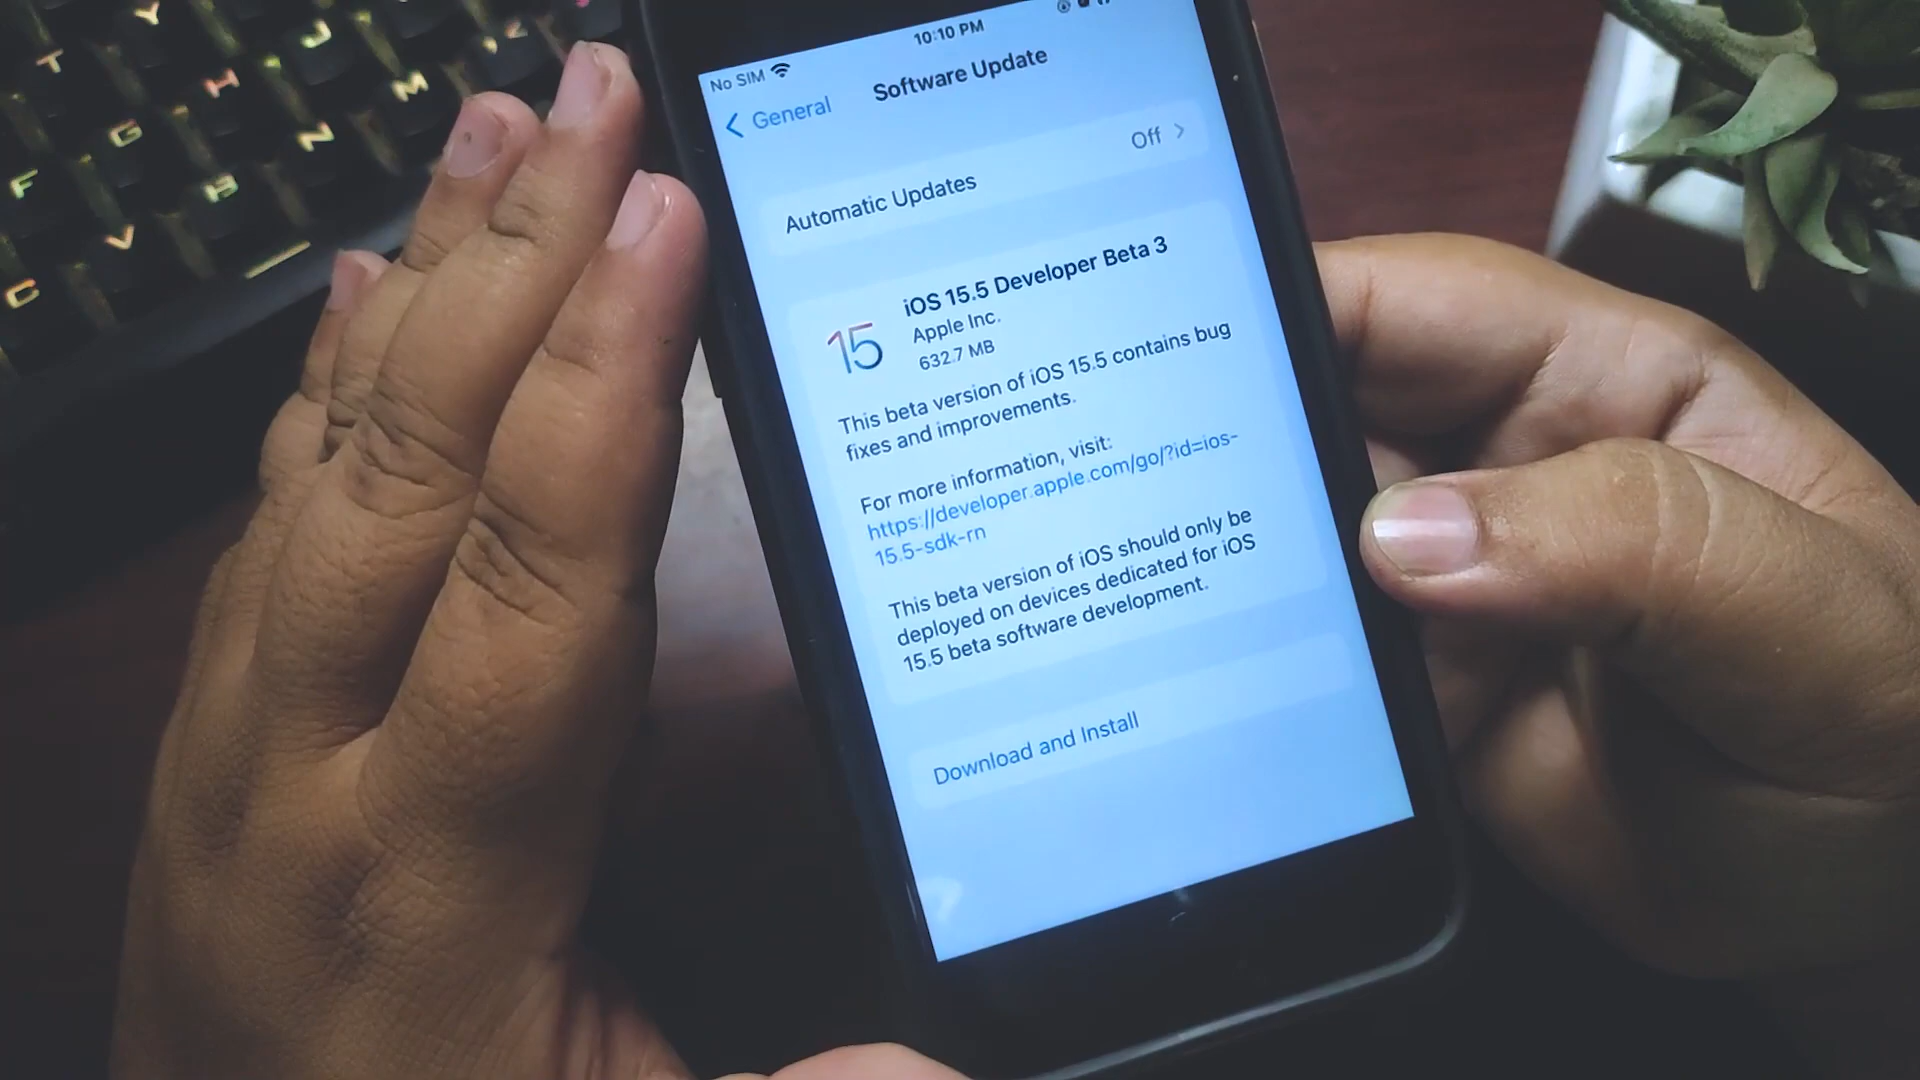 No SIM 10:10 PM
General Software Update
Automatic Updates Off
15
iOS 15.5 Developer Beta 3
Apple Inc.
632.7 MB
This beta version of iOS 15.5 contains bug
fixes and improvements.
For more information, visit:
https://developer.apple.com/go/?id=ios-
15.5-sdk-rn
This beta version of iOS should only be
deployed on devices dedicated for iOS
15.5 beta software development.
Download and Install
T
Y
J
H
M
G
N
F
B
V
C